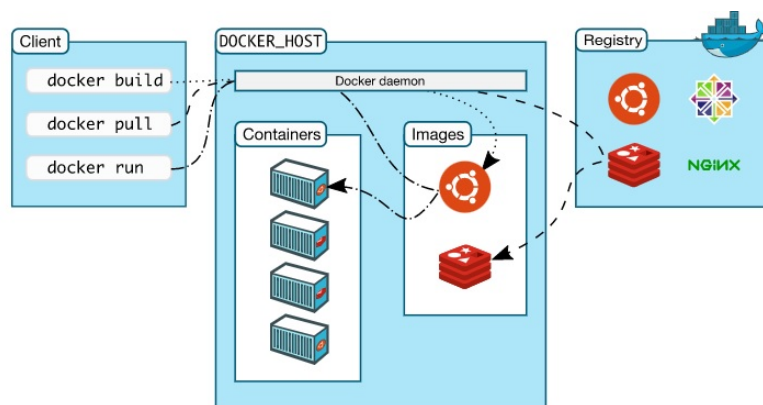 Client
docker build
docker pull
docker run
DOCKER_HOST
Docker daemon
Containers
Images
Registry
NGINX